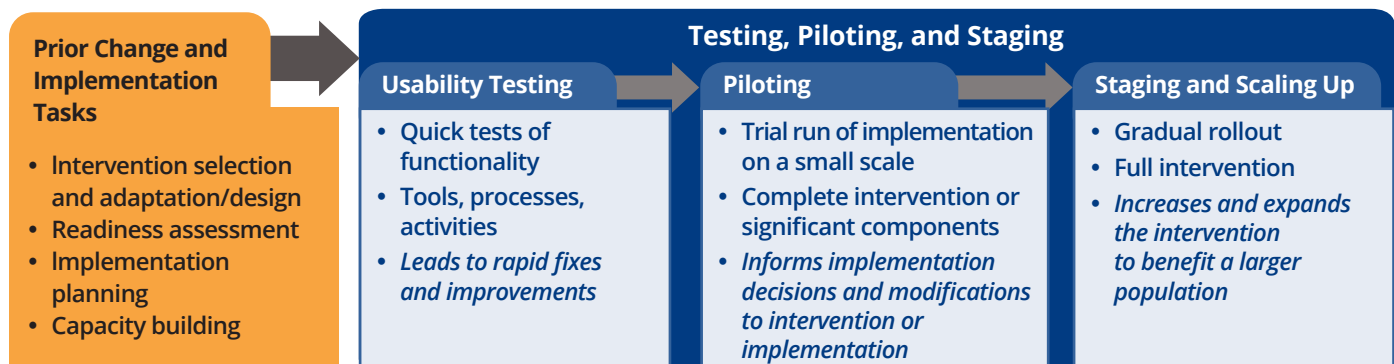 Prior Change and
Implementation
Tasks
• Intervention selection
and adaptation/design
• Readiness assessment
• Implementation
planning
• Capacity building
Testing, Piloting, and Staging
Usability Testing
• Quick tests of
functionality
• Tools, processes,
activities
• Leads to rapid fixes
and improvements
Piloting
• Trial run of implementation
on a small scale
• Complete intervention or
significant components
• Informs implementation
decisions and modifications
to intervention or
implementation
Staging and Scaling Up
• Gradual rollout
• Full intervention
• Increases and expands
the intervention
to benefit a larger
population